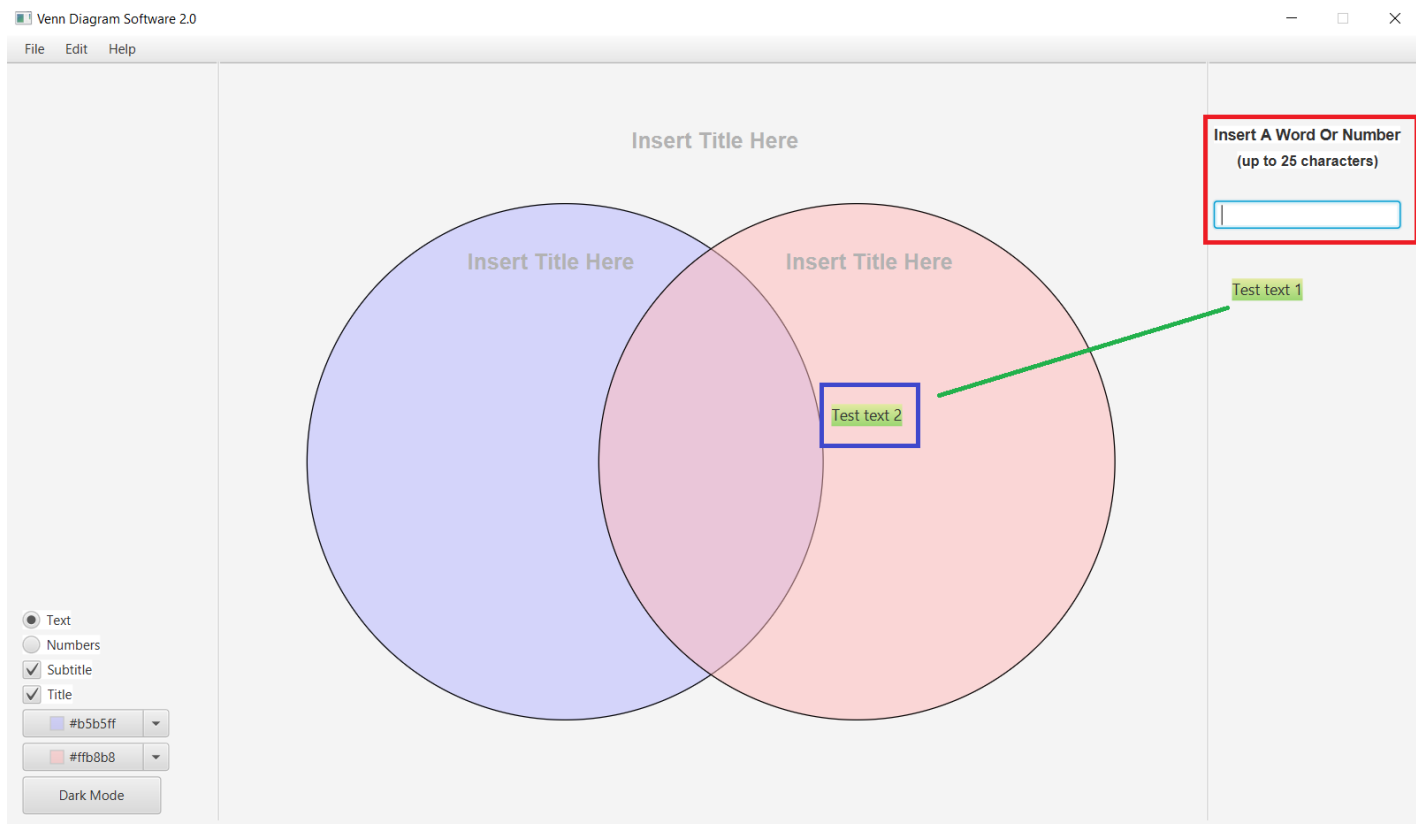 Venn Diagram Software 2.0
File Edit Help
Insert Title Here
Insert A Word Or Number
(up to 25 characters)
Insert Title Here Insert Title Here
Test text 1
Test text 2
Text
Numbers
Subtitle
Title
#b5b5ff
#ffb8b8
Dark Mode